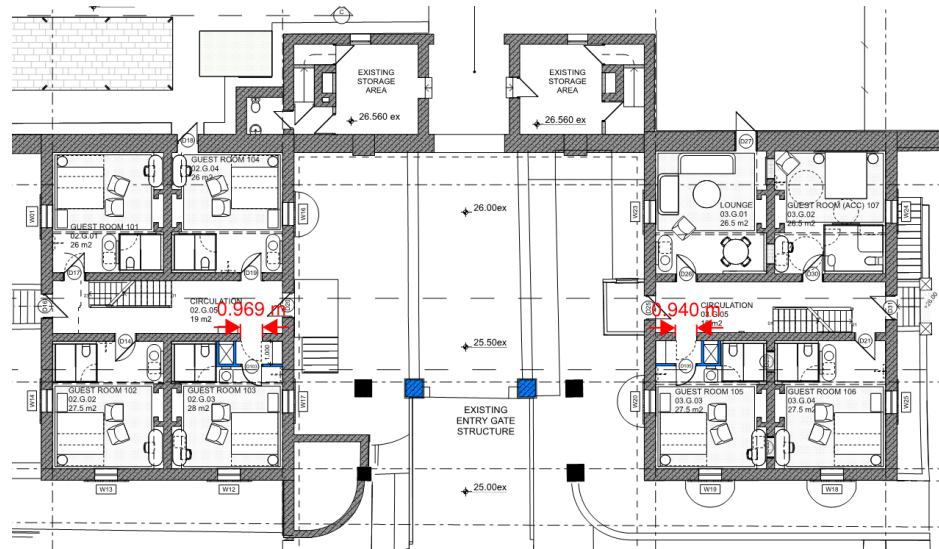 C
EXISTING
STORAGE
AREA
26.560 ex
EXISTING
STORAGE
AREA
26.560 ex
D18
D27
GUEST ROOM 104
02.G.04
26 m2
GUEST ROOM 101
02.G.01
26 m2
W01
W16
26.00ex
W23
LOUNGE
03.G.01
26.5 m2
GUEST ROOM (ACC) 107
03.G.02
26.5 m2
W24
D17
D19
D26
D30
CIRCULATION
02.G.05
19 m2
0.969 m
CIRCULATION
03.G.05
0.940 m
D25
D31
D14
D21
1.000
25.50ex
D103
D105
GUEST ROOM 102
02.G.02
27.5 m2
GUEST ROOM 103
02.G.03
28 m2
W14
W17
EXISTING
ENTRY GATE
STRUCTURE
W20
GUEST ROOM 105
03.G.03
27.5 m2
GUEST ROOM 106
03.G.04
27.5 m2
W25
W13
W12
25.00ex
W19
W18